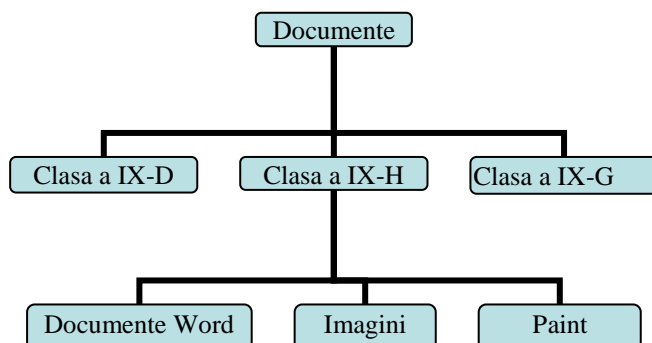 Documente
Clasa a IX-D
Clasa a IX-H
Clasa a IX-G
Documente Word
Imagini
Paint